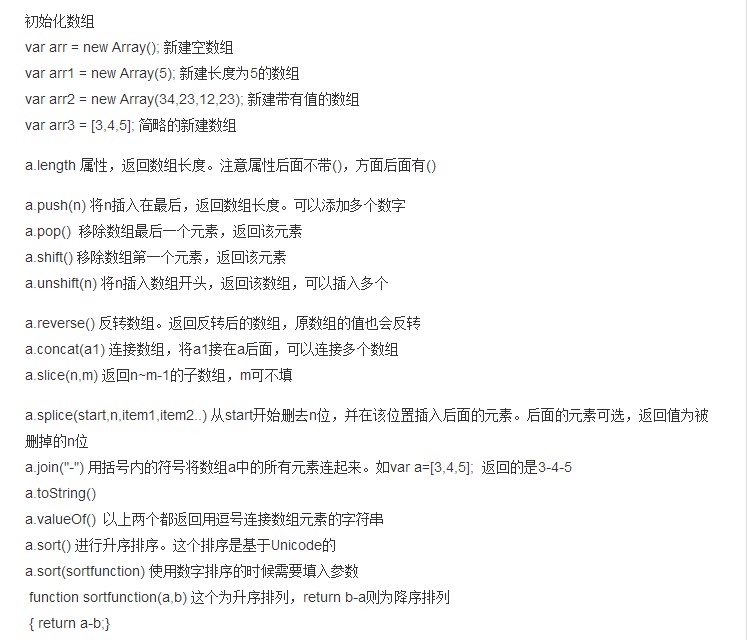 初始化数组
var arr = new Array(); 新建空数组
var arr1 = new Array(5); 新建长度为5的数组
var arr2 = new Array(34,23,12,23); 新建带有值的数组
var arr3 = [3,4,5]; 简略的新建数组
a.length 属性，返回数组长度。注意属性后面不带()，方面后面有()
a.push(n) 将n插入在最后，返回数组长度。可以添加多个数字
a.pop()  移除数组最后一个元素，返回该元素
a.shift() 移除数组第一个元素，返回该元素
a.unshift(n) 将n插入数组开头，返回该数组，可以插入多个
a.reverse() 反转数组。返回反转后的数组，原数组的值也会反转
a.concat(a1) 连接数组，将a1接在a后面，可以连接多个数组
a.slice(n,m) 返回n~m-1的子数组，m可不填
a.splice(start,n,item1,item2..) 从start开始删去n位，并在该位置插入后面的元素。后面的元素可选，返回值为被
删掉的n位
a.join("-") 用括号内的符号将数组a中的所有元素连起来。如var a=[3,4,5];  返回的是3-4-5
a.toString()
a.valueOf()  以上两个都返回用逗号连接数组元素的字符串
a.sort() 进行升序排序。这个排序是基于Unicode的
a.sort(sortfunction) 使用数字排序的时候需要填入参数
function sortfunction(a,b) 这个为升序排列，return b-a则为降序排列
{ return a-b;}